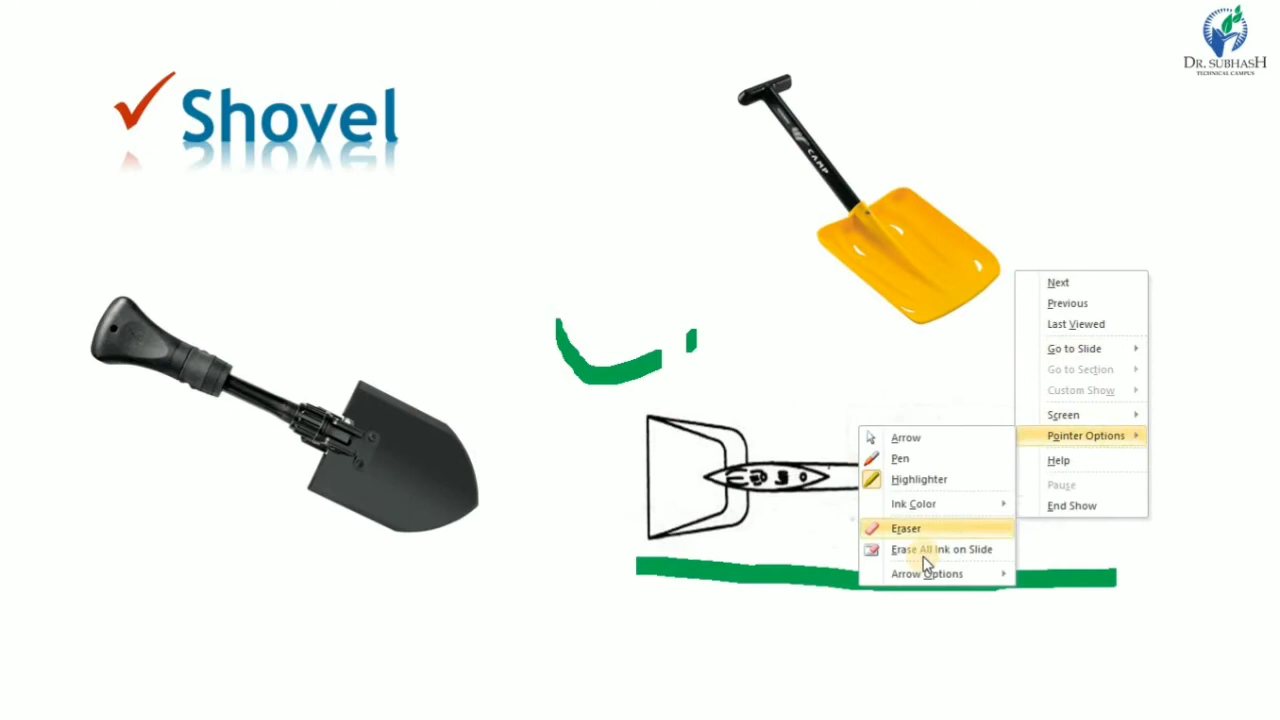 DR. SUBHASH
TECHNICAL CAMPUS
Shovel
CAMP
Next
Previous
Last Viewed
Go to Slide
Go to Section
Custom Show
Screen
Pointer Options
Help
Pause
End Show
Arrow
Pen
Highlighter
Ink Color
Eraser
Erase All Ink on Slide
Arrow Options